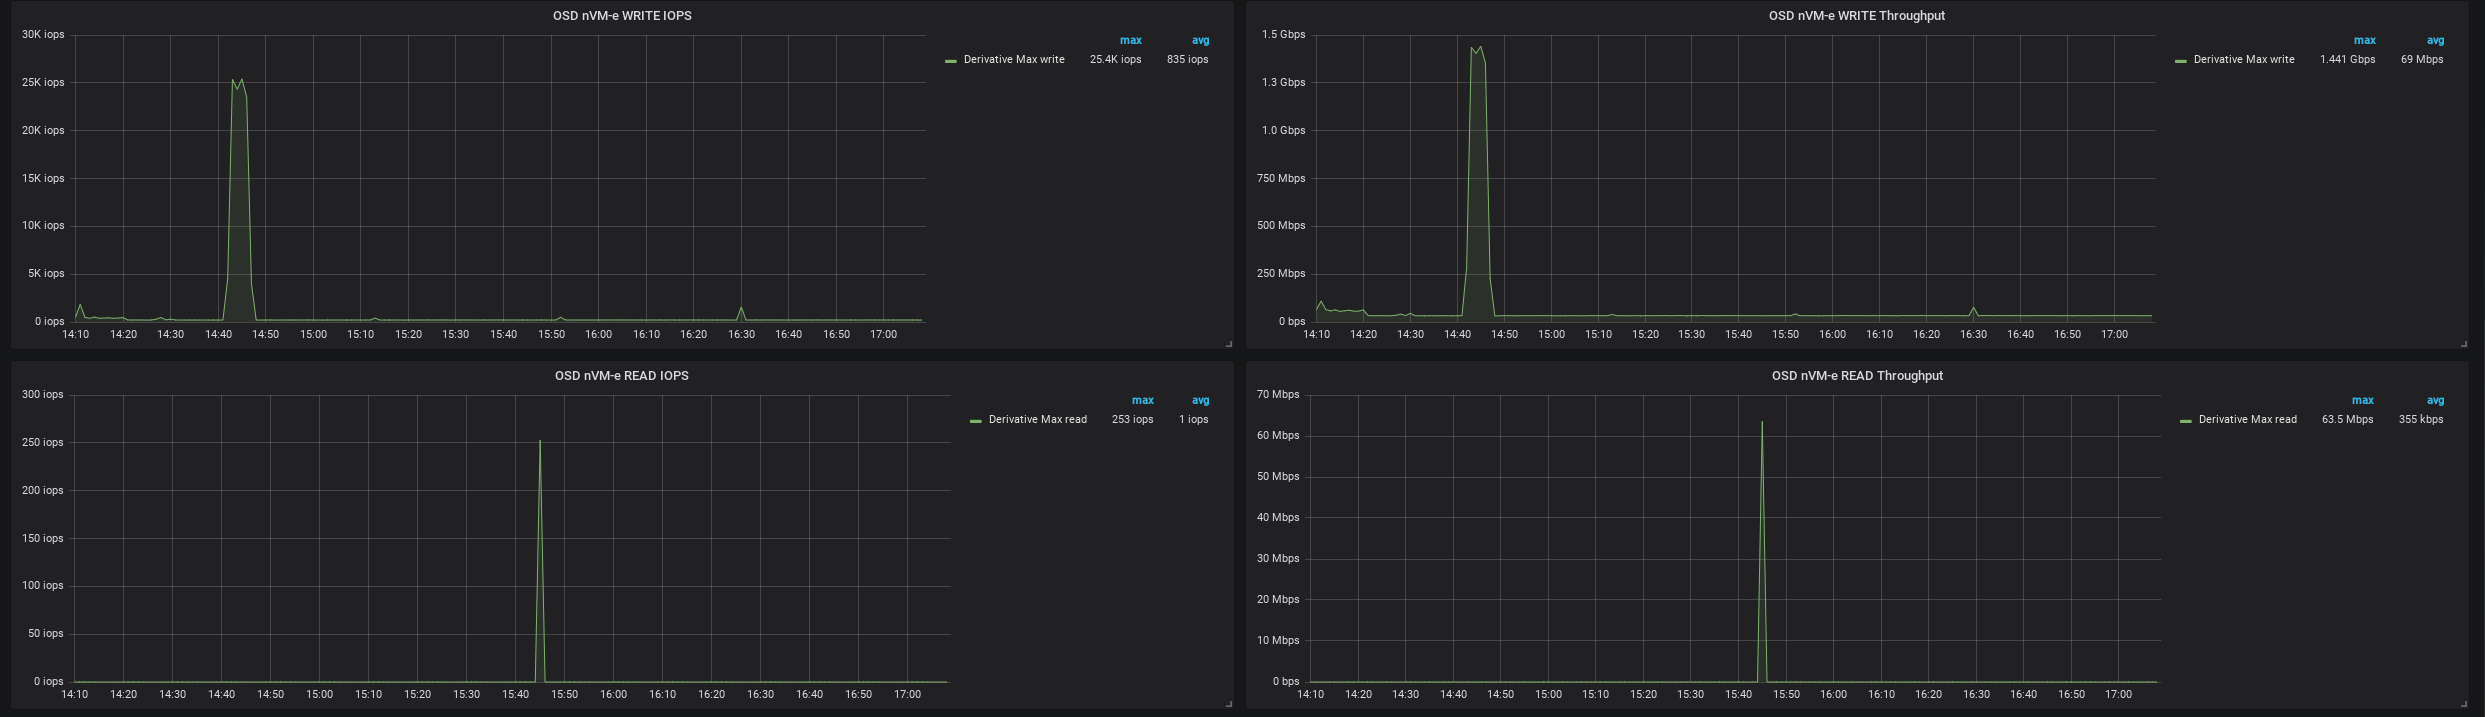 OSD nVM-e WRITE IOPS
30K iops
25K iops
20K iops
15K iops
10K iops
5K iops
0 iops
14:10 14:20 14:30 14:40 14:50 15:00 15:10 15:20 15:30 15:40 15:50 16:00 16:10 16:20 16:30 16:40 16:50 17:00
max avg
Derivative Max write 25.4K iops 835 iops
OSD nVM-e WRITE Throughput
1.5 Gbps
1.3 Gbps
1.0 Gbps
750 Mbps
500 Mbps
250 Mbps
0 bps
14:10 14:20 14:30 14:40 14:50 15:00 15:10 15:20 15:30 15:40 15:50 16:00 16:10 16:20 16:30 16:40 16:50 17:00
max avg
Derivative Max write 1.441 Gbps 69 Mbps
OSD nVM-e READ IOPS
300 iops
250 iops
200 iops
150 iops
100 iops
50 iops
0 iops
14:10 14:20 14:30 14:40 14:50 15:00 15:10 15:20 15:30 15:40 15:50 16:00 16:10 16:20 16:30 16:40 16:50 17:00
max avg
Derivative Max read 253 iops 1 iops
OSD nVM-e READ Throughput
70 Mbps
60 Mbps
50 Mbps
40 Mbps
30 Mbps
20 Mbps
10 Mbps
0 bps
14:10 14:20 14:30 14:40 14:50 15:00 15:10 15:20 15:30 15:40 15:50 16:00 16:10 16:20 16:30 16:40 16:50 17:00
max avg
Derivative Max read 63.5 Mbps 355 kbps